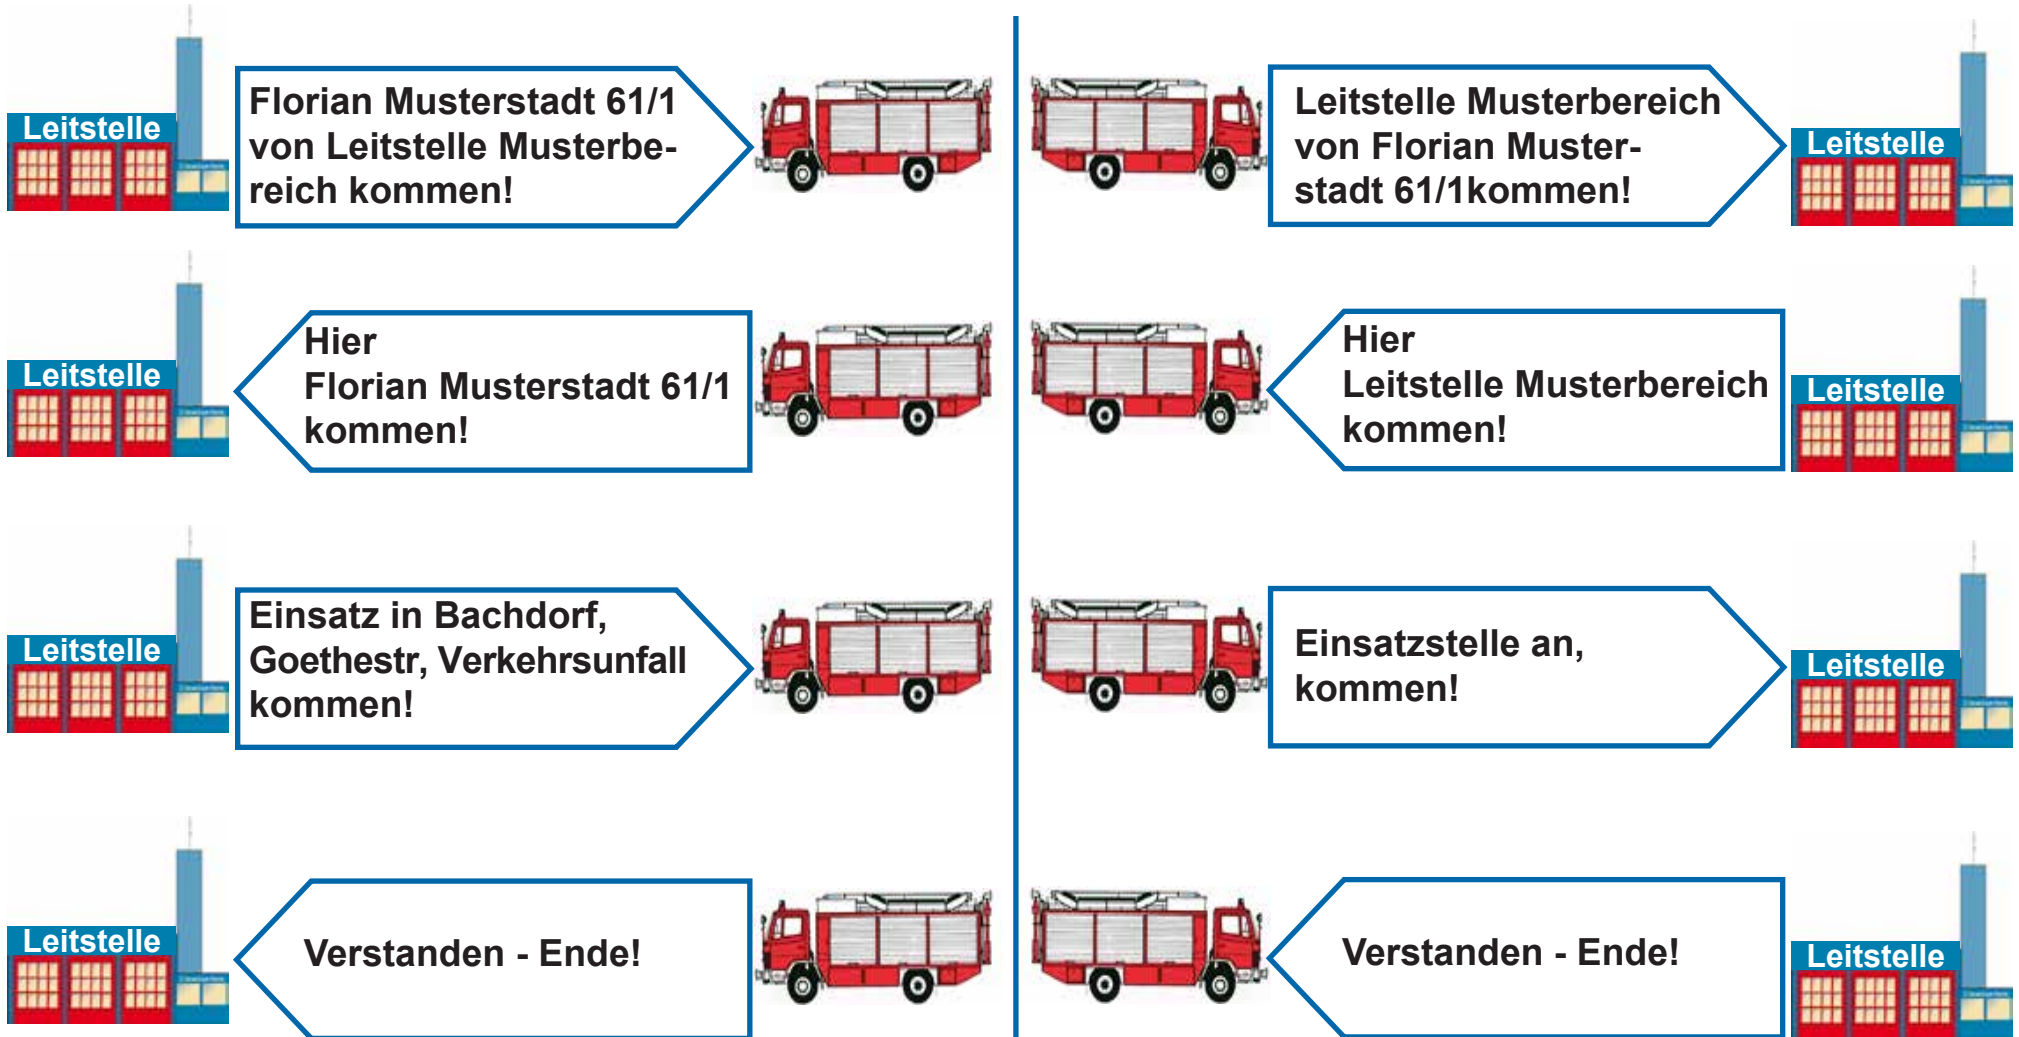 Leitstelle
Florian Musterstadt 61/1
von Leitstelle Musterbe-
reich kommen!
Leitstelle
Hier
Florian Musterstadt 61/1
kommen!
Leitstelle
Einsatz in Bachdorf,
Goethestr, Verkehrsunfall
kommen!
Leitstelle
Verstanden - Ende!
Leitstelle Musterbereich
von Florian Muster-
stadt 61/1kommen!
Leitstelle
Hier
Leitstelle Musterbereich
kommen!
Leitstelle
Einsatzstelle an,
kommen!
Leitstelle
Verstanden - Ende!
Leitstelle